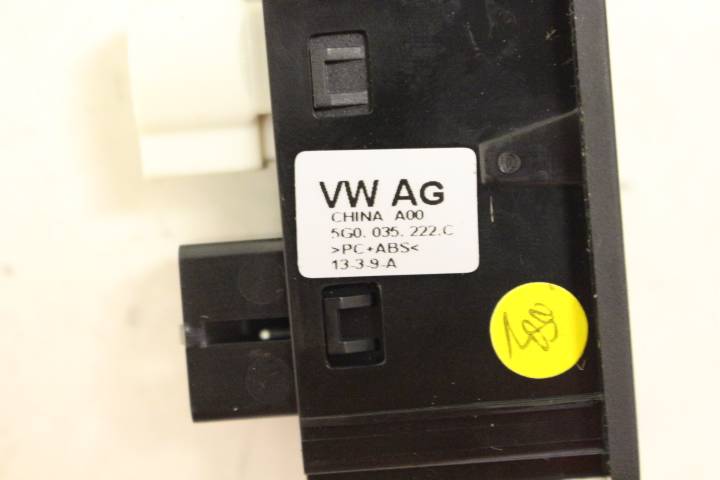 VW AG
CHINA A00
5G0. 035. 222.C
>PC+ABS<
13-3-9-A